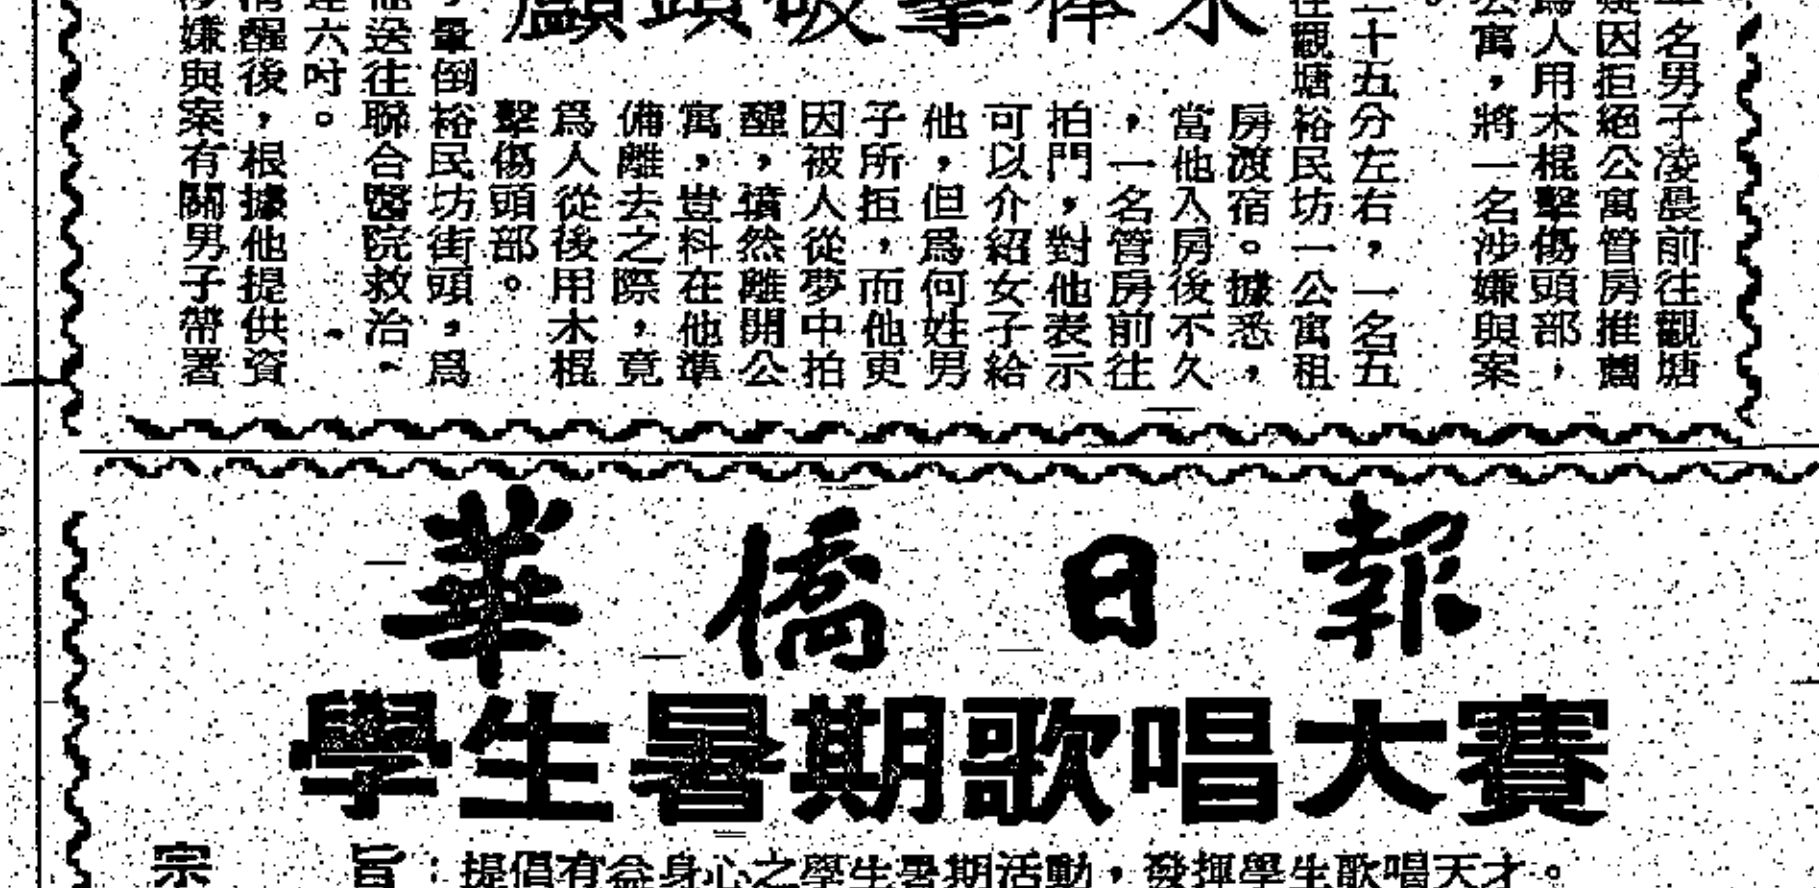 木棒擊破頭顱
名男子凌晨前往觀塘
因拒絕公寓管房推薦
爲人用木棍擊傷頭部，
公寓，將一名涉嫌與案
二十五分左右，一名五
往觀塘裕民坊一公寓租
房渡宿。據悉，
當他入房後不久
，一名管房前往
拍門，對他表示
可以介紹女子給
他，但爲何姓男
子所拒，而他更
因被人從夢中拍
醒，憤然離開公
寓，豈料在他準
備離去之際，竟
爲人從後用木棍
擊傷頭部。
暈倒裕民坊街頭，爲
他送往聯合醫院救治，
達六吋。
清醒後，根據他提供資
涉嫌與案有關男子帶署
華僑日報
學生暑期歌唱大賽
宗旨：提倡有益身心之學生暑期活動，發揮學生歌唱天才。